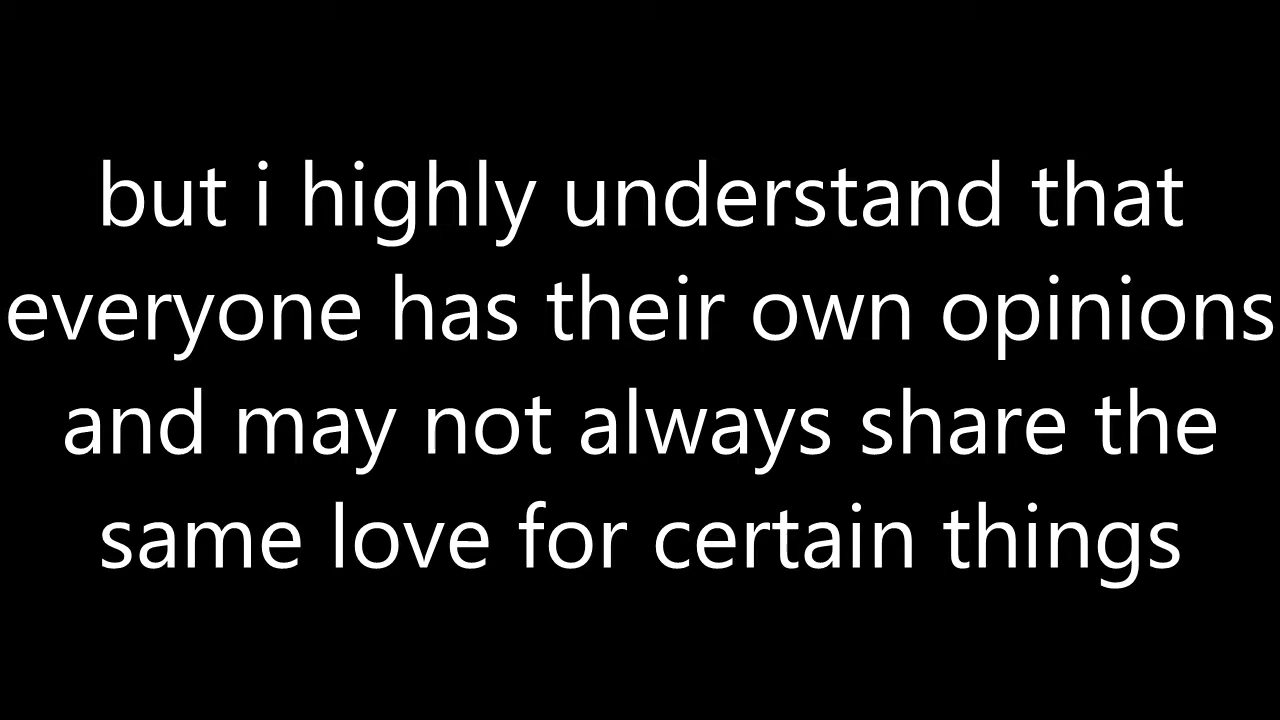 but i highly understand that
everyone has their own opinions
and may not always share the
same love for certain things